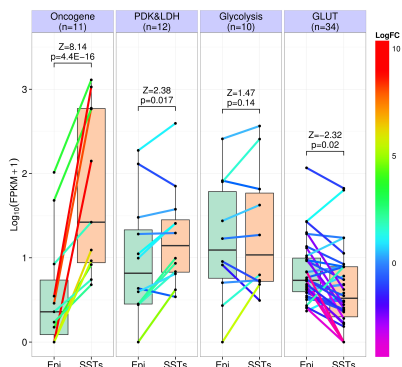 Oncogene
(n=11)
PDK&LDH
(n=12)
Glycolysis
(n=10)
GLUT
(n=34)
LogFC
10
0
Z=8.14
p=4.4E−16
Z=2.38
p=0.017
Z=1.47
p=0.14
Z=−2.32
p=0.02
Log10(FPKM+1)
3
2
1
0
Epi SSTs Epi SSTs Epi SSTs Epi SSTs